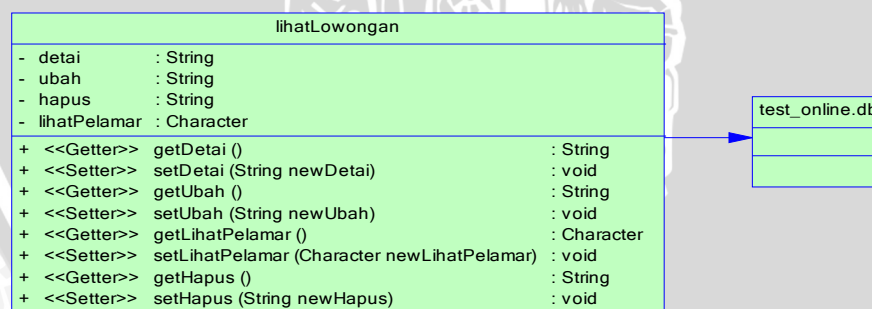 lihatLowongan
- detai : String
- ubah : String
- hapus : String
- lihatPelamar : Character
+ <<Getter>> getDetai () : String
+ <<Setter>> setDetai (String newDetai) : void
+ <<Getter>> getUbah () : String
+ <<Setter>> setUbah (String newUbah) : void
+ <<Getter>> getLihatPelamar () : Character
+ <<Setter>> setLihatPelamar (Character newLihatPelamar) : void
+ <<Getter>> getHapus () : String
+ <<Setter>> setHapus (String newHapus) : void
test_online.db